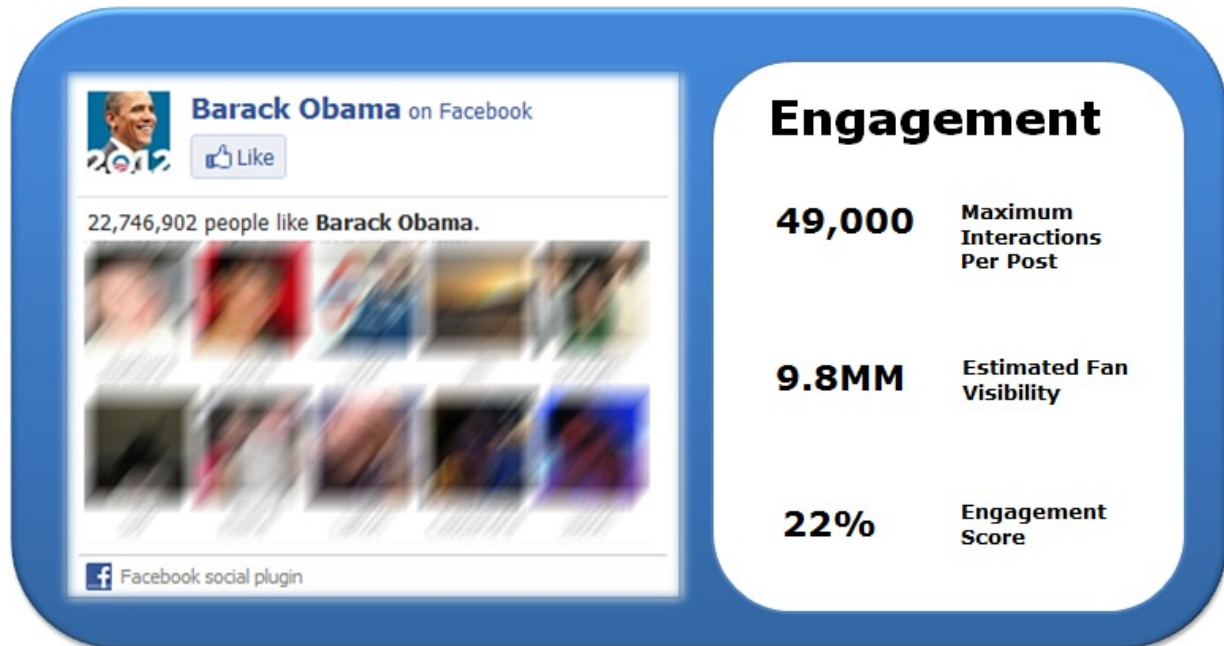 Barack Obama on Facebook
2012
Like
22,746,902 people like Barack Obama.
Facebook social plugin
Engagement
49,000
Maximum
Interactions
Per Post
9.8MM
Estimated Fan
Visibility
22%
Engagement
Score